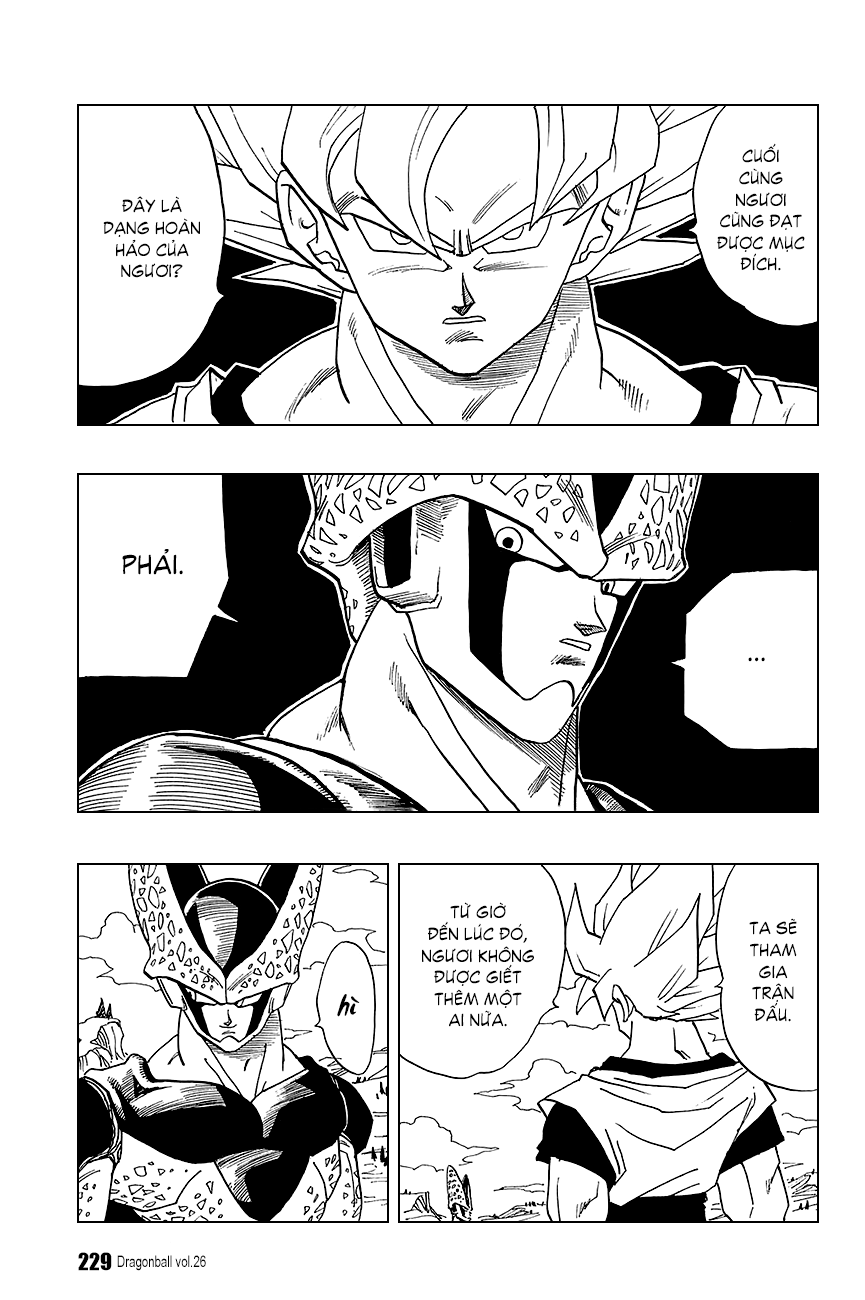 CUỐI
CÙNG
NGƯƠI
CŨNG ĐẠT
ĐƯỢC MỤC
ĐÍCH.
ĐÂY LÀ
DẠNG HOÀN
HẢO CỦA
NGƯƠI?
...
PHẢI.
TA SẼ
THAM
GIA
TRẬN
ĐẤU.
TỪ GIỜ
ĐẾN LÚC ĐÓ,
NGƯƠI KHÔNG
ĐƯỢC GIẾT
THÊM MỘT
AI NỮA.
hì
229 Dragonball vol.26